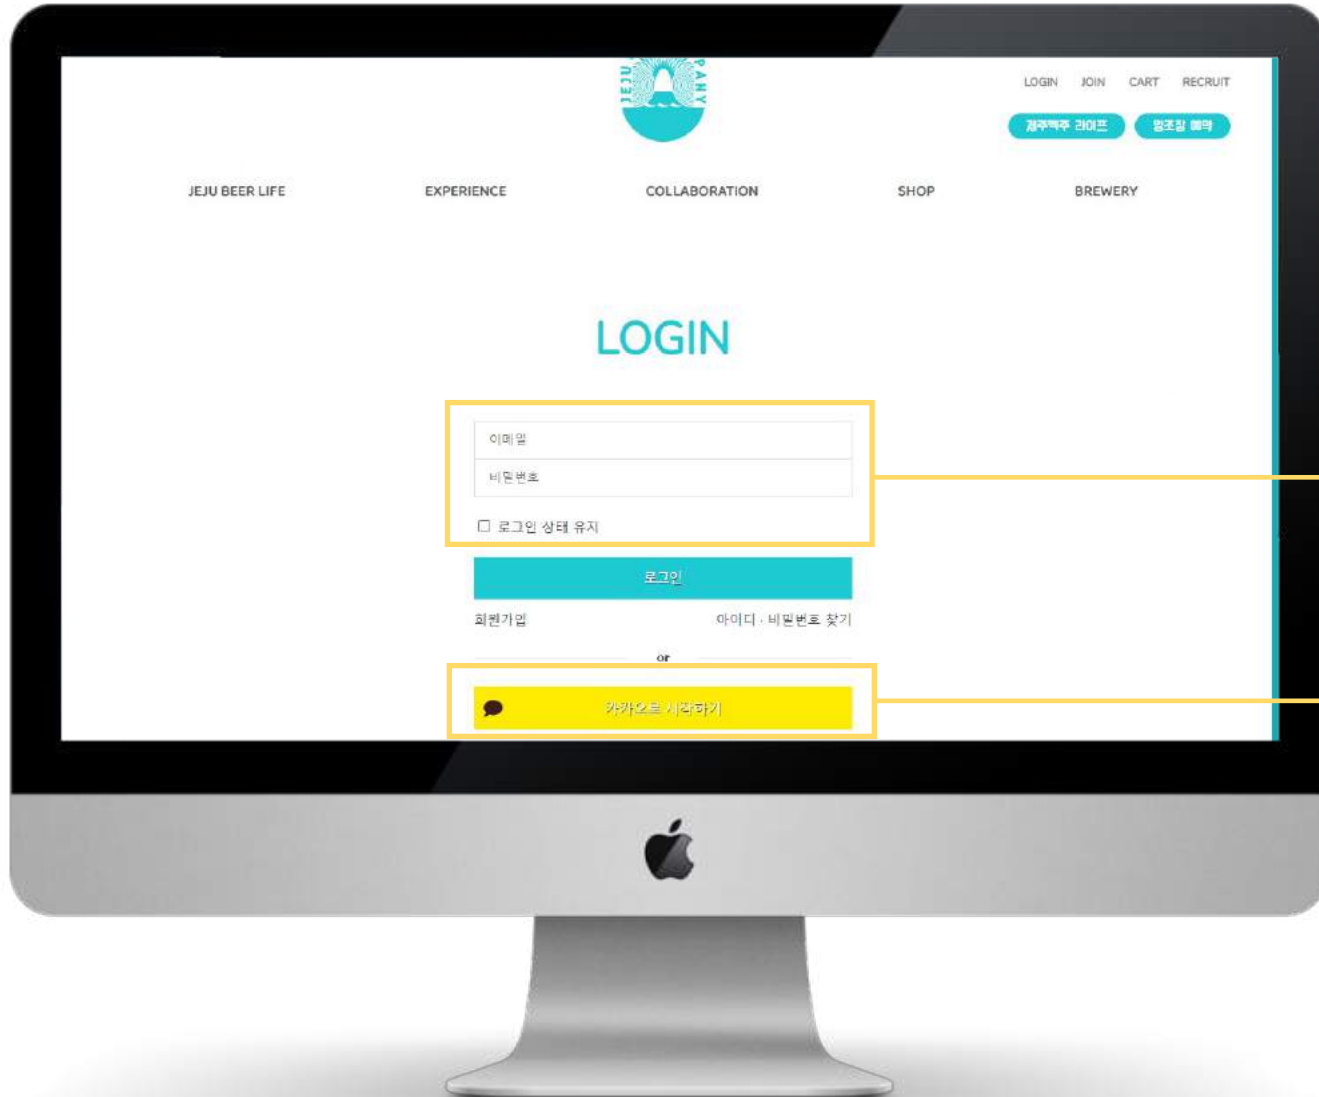 JEJU
PANY
LOGIN JOIN CART RECRUIT
제주맥주 라이프 양조장 예약
JEJU BEER LIFE EXPERIENCE COLLABORATION SHOP BREWERY
LOGIN
이메일
비밀번호
로그인 상태 유지
로그인
회원가입 아이디 · 비밀번호 찾기
or
카카오로 시작하기